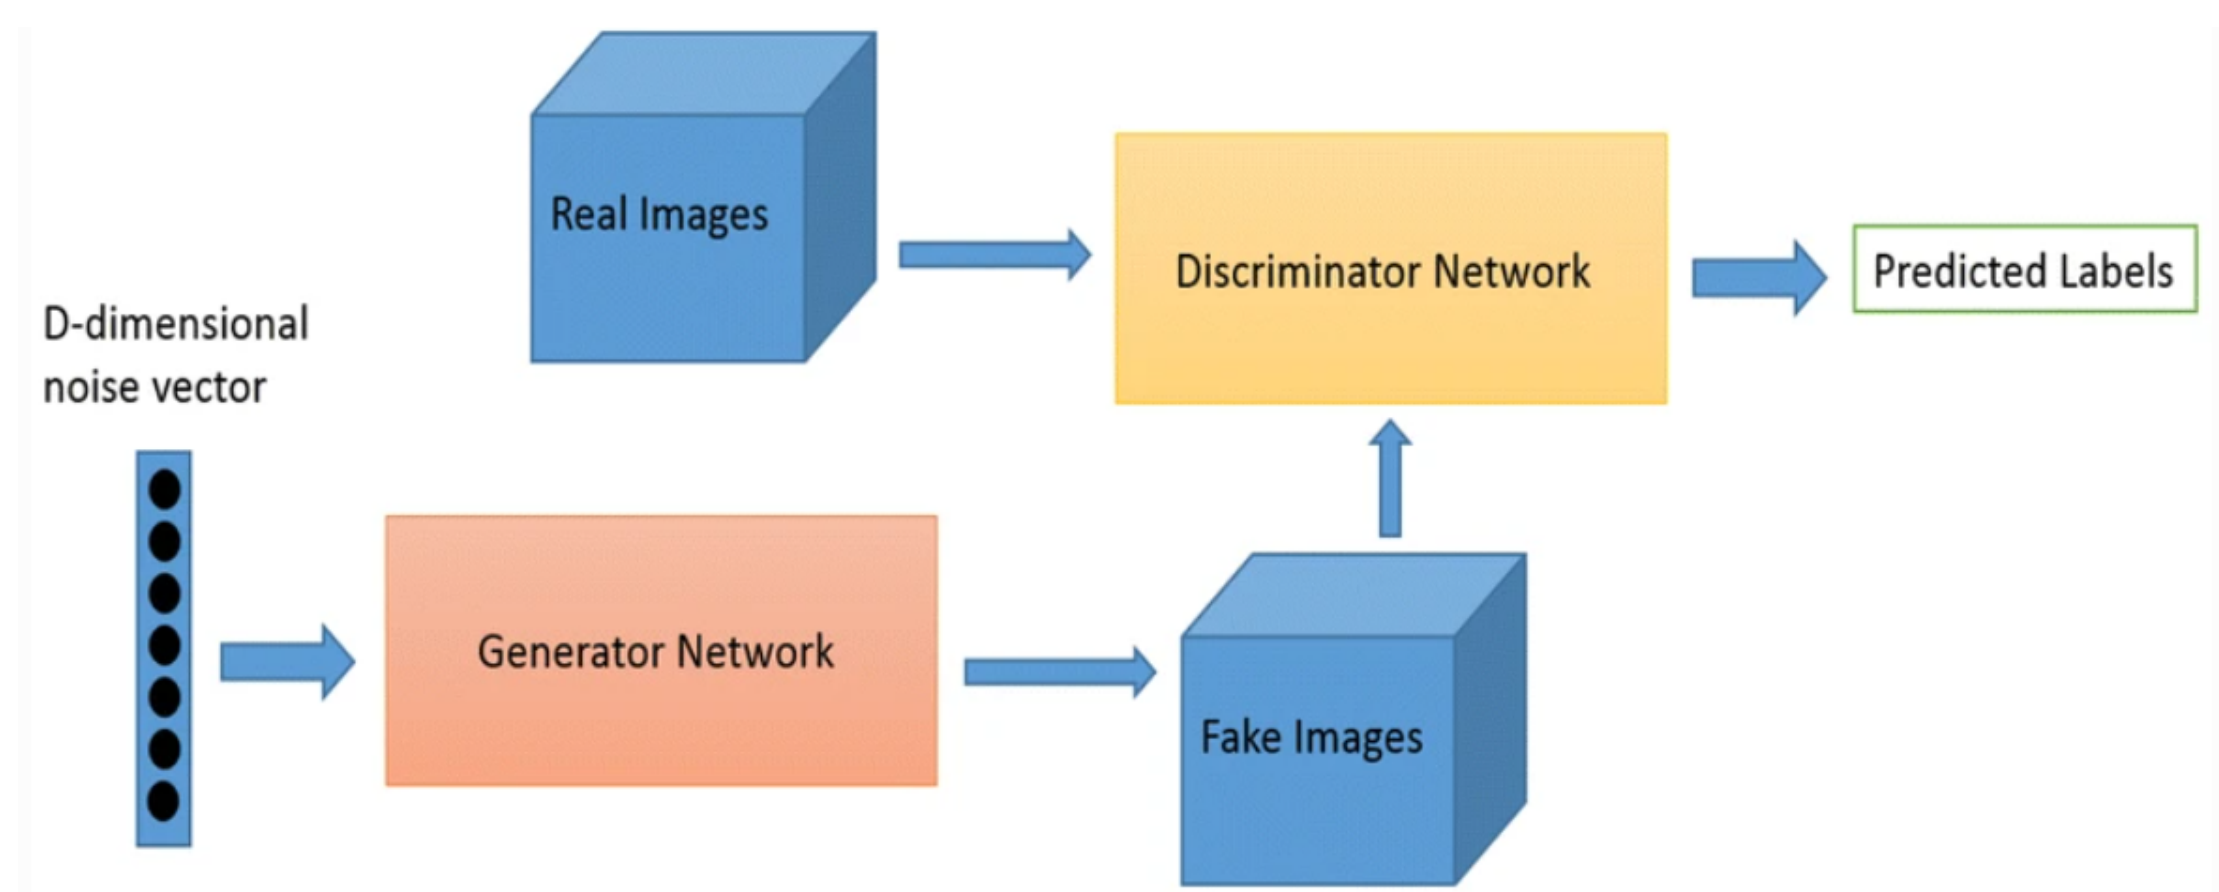 Real Images
Discriminator Network
Predicted Labels
D-dimensional
noise vector
Generator Network
Fake Images